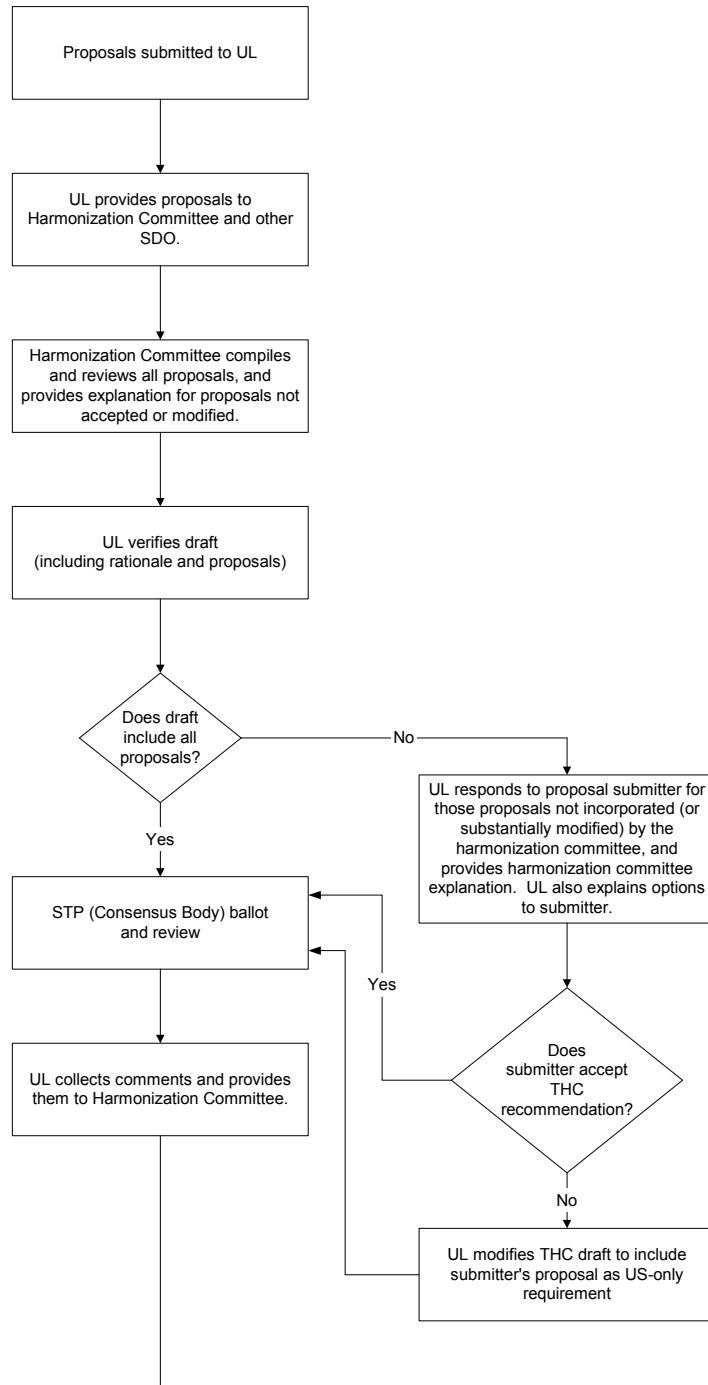 Proposals submitted to UL
UL provides proposals to
Harmonization Committee and other
SDO.
Harmonization Committee compiles
and reviews all proposals, and
provides explanation for proposals not
accepted or modified.
UL verifies draft
(including rationale and proposals)
Does draft
include all
proposals?
No
Yes
UL responds to proposal submitter for
those proposals not incorporated (or
substantially modified) by the
harmonization committee, and
provides harmonization committee
explanation.  UL also explains options
to submitter.
STP (Consensus Body) ballot
and review
Yes
UL collects comments and provides
them to Harmonization Committee.
Does
submitter accept
THC
recommendation?
No
UL modifies THC draft to include
submitter's proposal as US-only
requirement